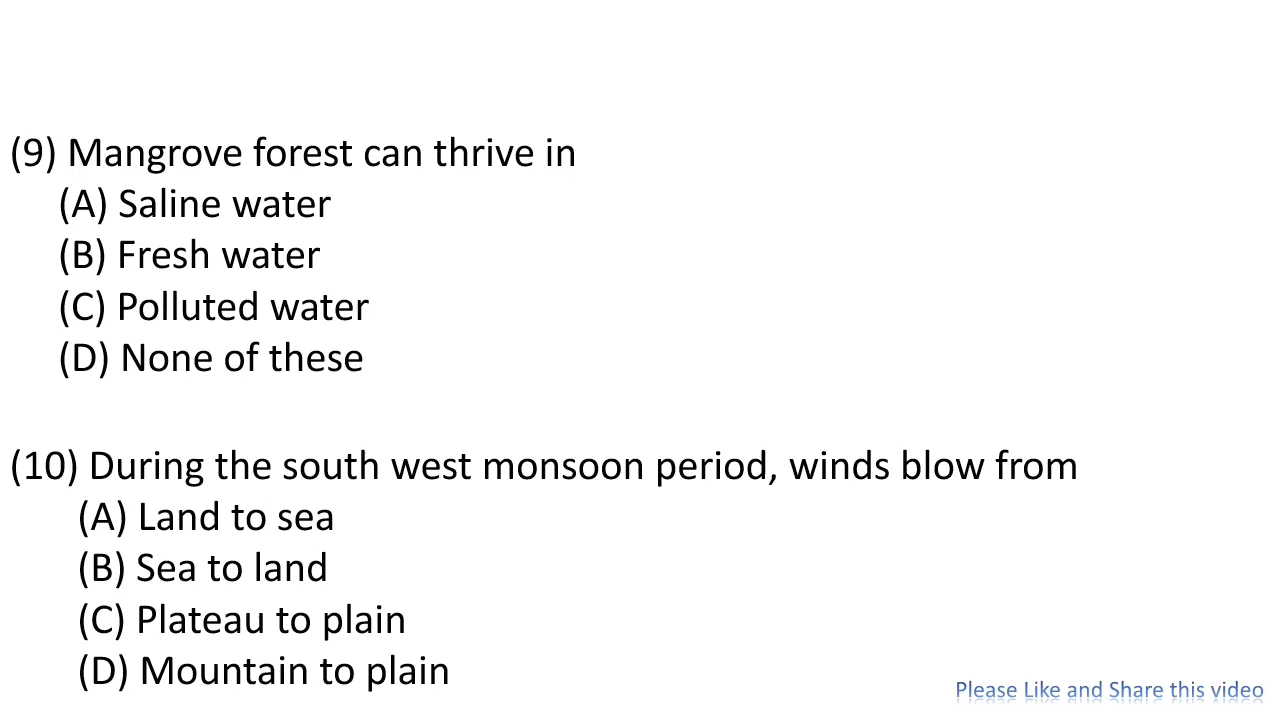 (9) Mangrove forest can thrive in
(A) Saline water
(B) Fresh water
(C) Polluted water
(D) None of these
(10) During the south west monsoon period, winds blow from
(A) Land to sea
(B) Sea to land
(C) Plateau to plain
(D) Mountain to plain
Please Like and Share this video